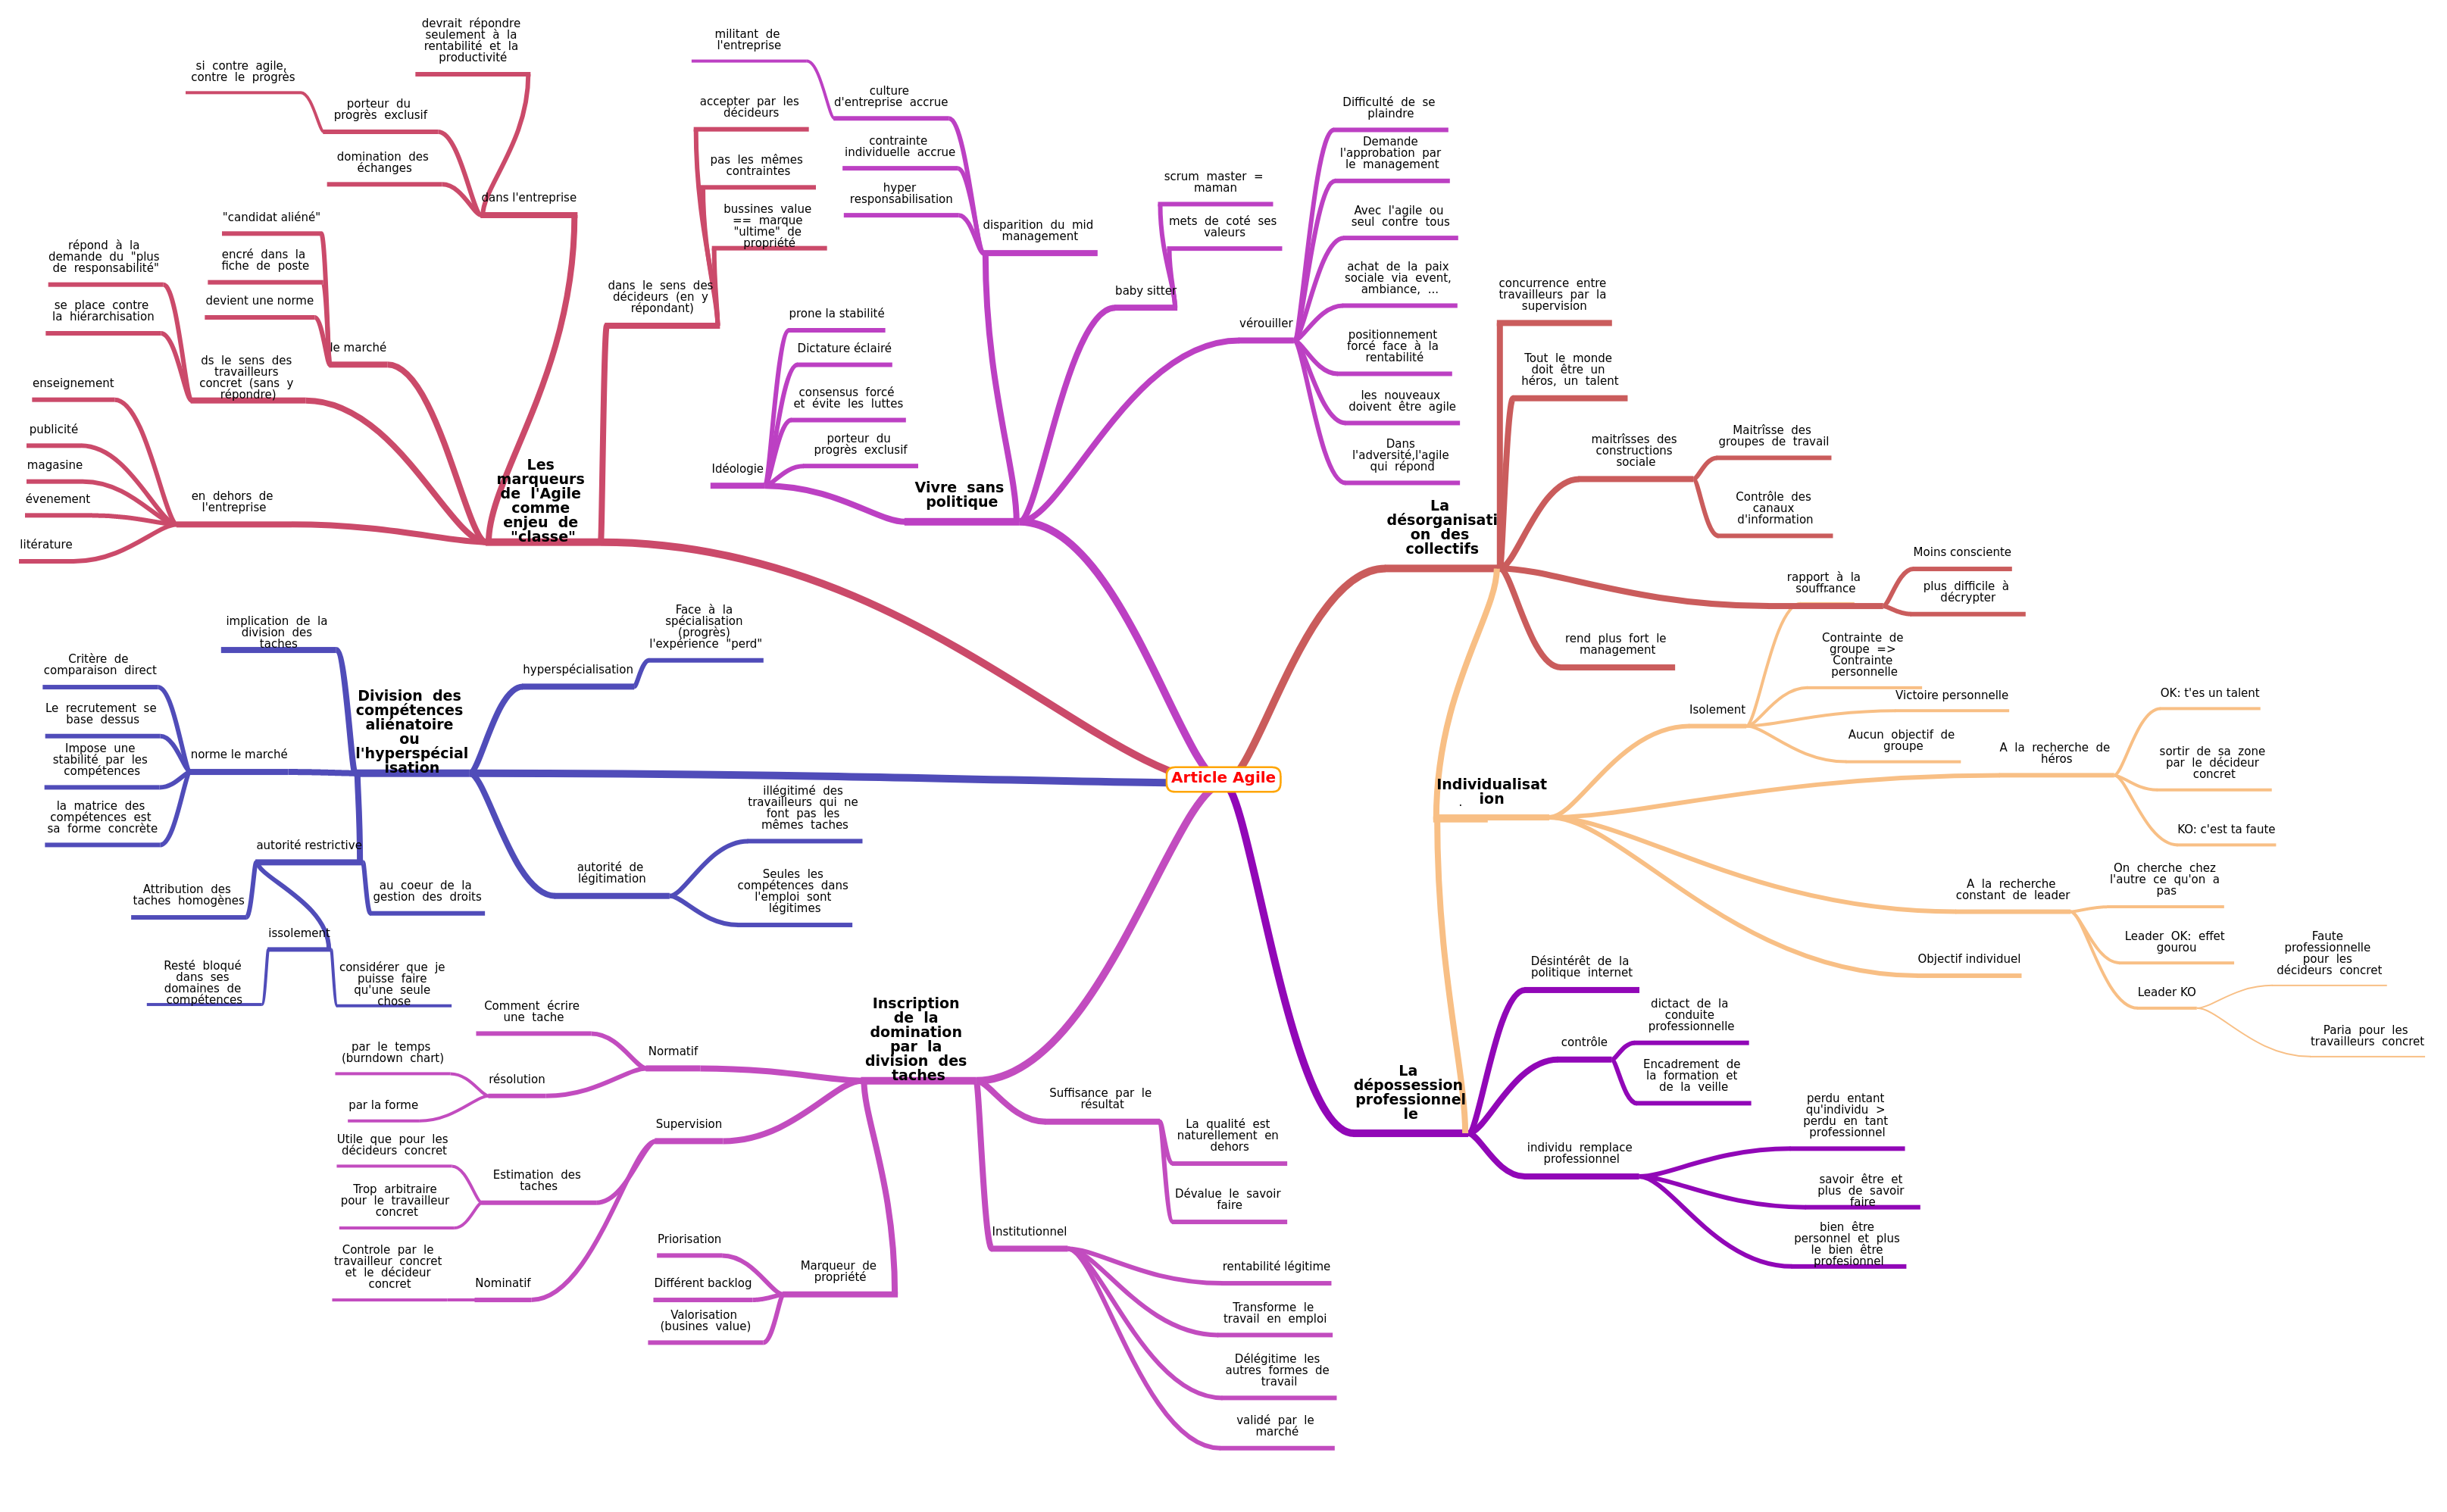 devrait répondre
seulement à la
rentabilité et la
productivité
si contre agile,
contre le progrès
porteur du
progrès exclusif
domination des
échanges
dans l'entreprise
"candidat aliéné"
encré dans la
fiche de poste
devient une norme
le marché
répond à la
demande du "plus
de responsabilité"
se place contre
la hiérarchisation
ds le sens des
travailleurs
concret (sans y
répondre)
enseignement
publicité
magasine
évenement
litérature
en dehors de
l'entreprise
Les
marqueurs
de l'Agile
comme
enjeu de
"classe"
accepter par les
décideurs
pas les mêmes
contraintes
bussines value
== marque
"ultime" de
propriété
dans le sens des
décideurs (en y
répondant)
militant de
l'entreprise
culture
d'entreprise accrue
contrainte
individuelle accrue
hyper
responsabilisation
disparition du mid
management
prone la stabilité
Dictature éclairé
consensus forcé
et évite les luttes
porteur du
progrès exclusif
Idéologie
Vivre sans
politique
scrum master =
maman
mets de coté ses
valeurs
baby sitter
vérouiller
Difficulté de se
plaindre
Demande
l'approbation par
le management
Avec l'agile ou
seul contre tous
achat de la paix
sociale via event,
ambiance, ...
positionnement
forcé face à la
rentabilité
les nouveaux
doivent être agile
Dans
l'adversité,l'agile
qui répond
La
désorganisati
on des
collectifs
concurrence entre
travailleurs par la
supervision
Tout le monde
doit être un
héros, un talent
maitrîsses des
constructions
sociale
Maitrîsse des
groupes de travail
Contrôle des
canaux
d'information
rapport à la
souffrance
Moins consciente
plus difficile à
décrypter
rend plus fort le
management
Article Agile
implication de la
division des
taches
Critère de
comparaison direct
Le recrutement se
base dessus
Impose une
stabilité par les
compétences
la matrice des
compétences est
sa forme concrète
norme le marché
Division des
compétences
aliénatoire
ou
l'hyperspécial
isation
hyperspécialisation
Face à la
spécialisation
(progrès)
l'expérience "perd"
autorité de
légitimation
illégitimé des
travailleurs qui ne
font pas les
mêmes taches
Seules les
compétences dans
l'emploi sont
légitimes
autorité restrictive
Attribution des
taches homogènes
au coeur de la
gestion des droits
issolement
Resté bloqué
dans ses
domaines de
compétences
considérer que je
puisse faire
qu'une seule
chose
Individualisat
ion
.
Isolement
Contrainte de
groupe =>
Contrainte
personnelle
Victoire personnelle
Aucun objectif de
groupe
A la recherche de
héros
OK: t'es un talent
sortir de sa zone
par le décideur
concret
KO: c'est ta faute
A la recherche
constant de leader
On cherche chez
l'autre ce qu'on a
pas
Leader OK: effet
gourou
Leader KO
Faute
professionnelle
pour les
décideurs concret
Paria pour les
travailleurs concret
Objectif individuel
Inscription
de la
domination
par la
division des
taches
Normatif
Comment écrire
une tache
résolution
par le temps
(burndown chart)
par la forme
Supervision
Estimation des
taches
Utile que pour les
décideurs concret
Trop arbitraire
pour le travailleur
concret
Nominatif
Controle par le
travailleur concret
et le décideur
concret
Marqueur de
propriété
Priorisation
Différent backlog
Valorisation
(busines value)
Suffisance par le
résultat
La qualité est
naturellement en
dehors
Dévalue le savoir
faire
Institutionnel
rentabilité légitime
Transforme le
travail en emploi
Délégitime les
autres formes de
travail
validé par le
marché
La
dépossession
professionnel
le
Désintérêt de la
politique internet
contrôle
dictact de la
conduite
professionnelle
Encadrement de
la formation et
de la veille
individu remplace
professionnel
perdu entant
qu'individu >
perdu en tant
professionnel
savoir être et
plus de savoir
faire
bien être
personnel et plus
le bien être
profesionnel